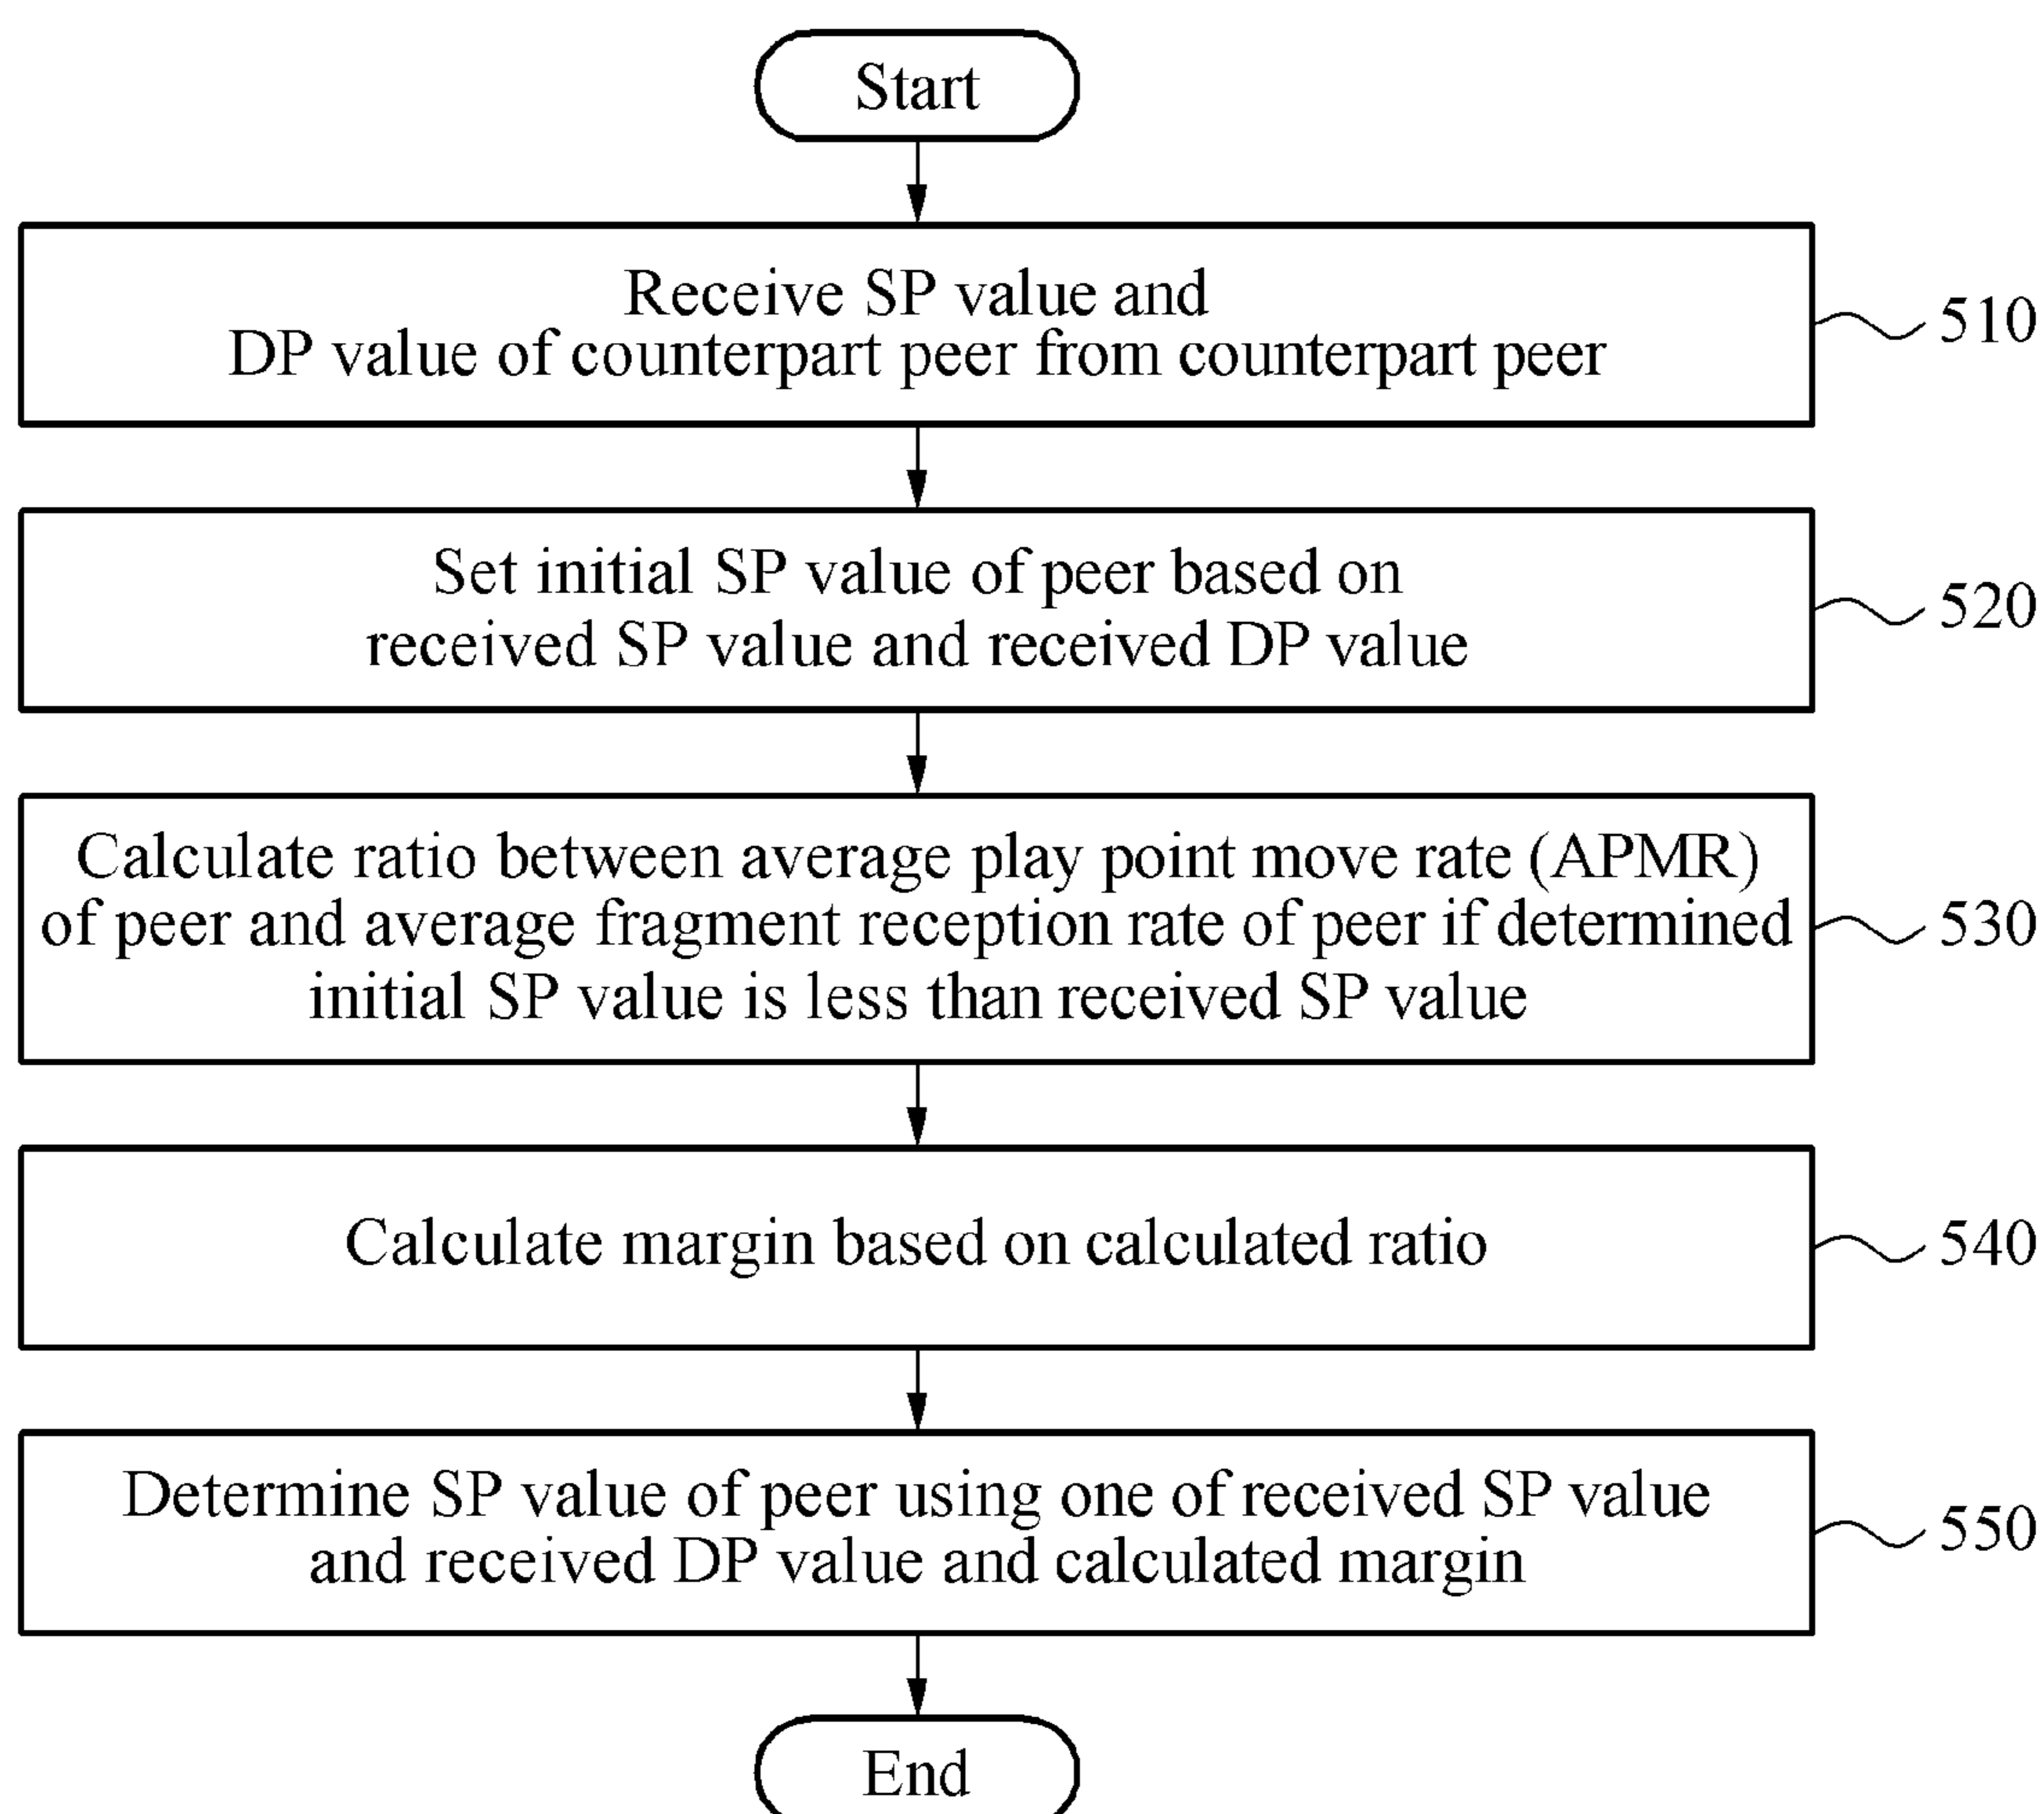 Start
Receive SP value and
DP value of counterpart peer from counterpart peer
510
Set initial SP value of peer based on
received SP value and received DP value
520
Calculate ratio between average play point move rate (APMR)
of peer and average fragment reception rate of peer if determined
initial SP value is less than received SP value
530
Calculate margin based on calculated ratio
540
Determine SP value of peer using one of received SP value
and received DP value and calculated margin
550
End